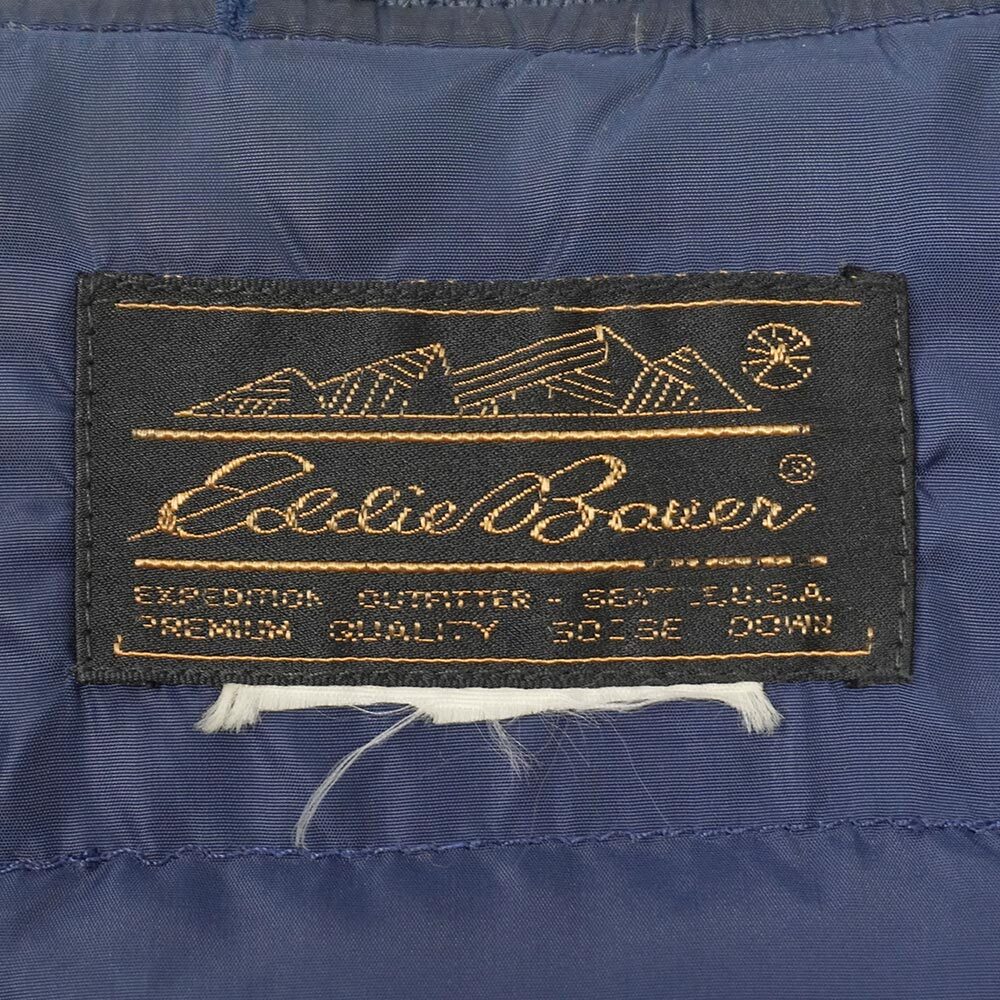 Eddie Bauer ®
EXPEDITION OUTFITTER - SEATTLE U.S.A.
PREMIUM QUALITY GOOSE DOWN